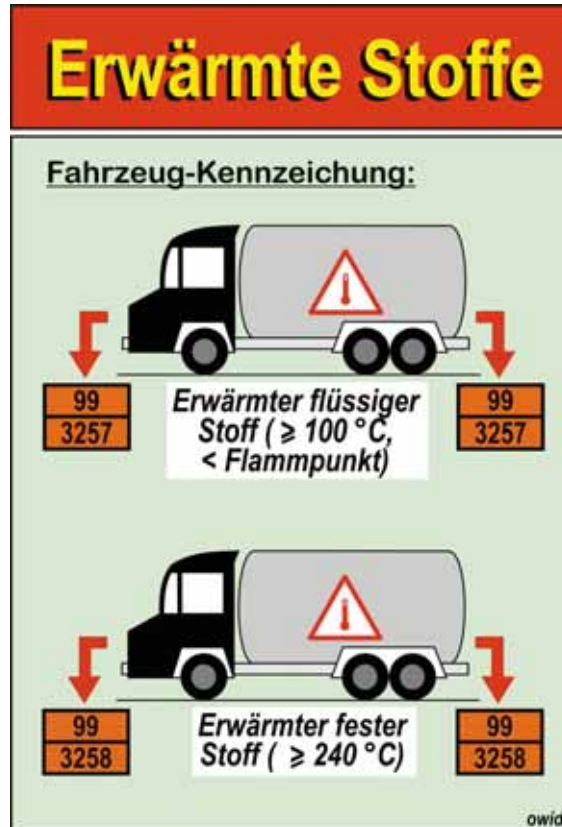 Erwärmte Stoffe
Fahrzeug-Kennzeichung:
99
3257
Erwärmter flüssiger
Stoff ( ≥ 100 °C,
< Flammpunkt)
99
3257
99
3258
Erwärmter fester
Stoff ( ≥ 240 °C)
99
3258
owid